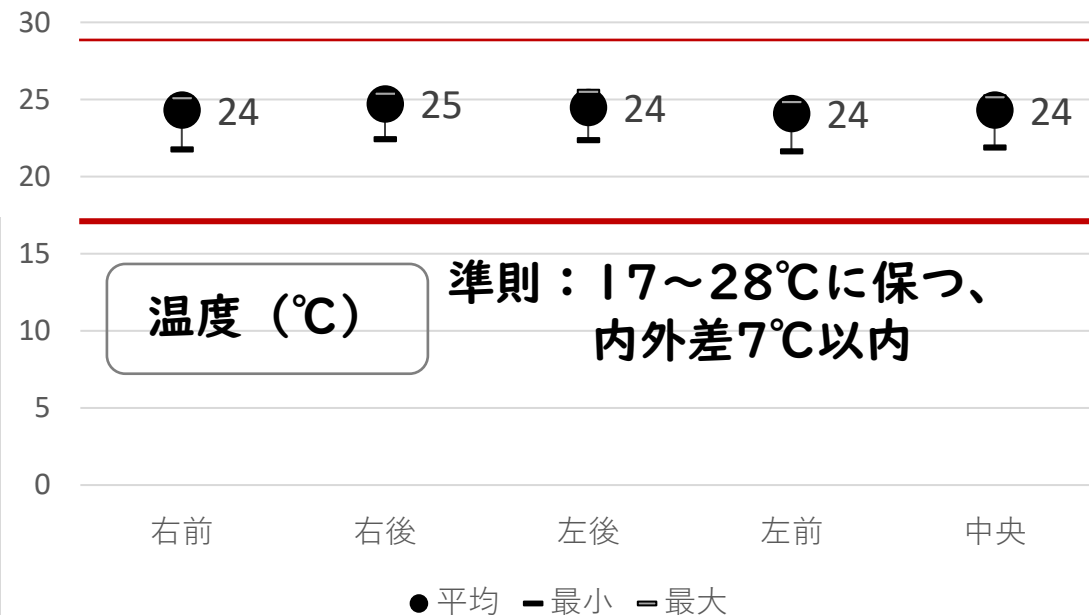 30
25
20
15
10
5
0
24
25
24
24
24
温度（℃）
準則：17～28℃に保つ、
内外差7℃以内
右前
右後
左後
左前
中央
平均
最小
最大